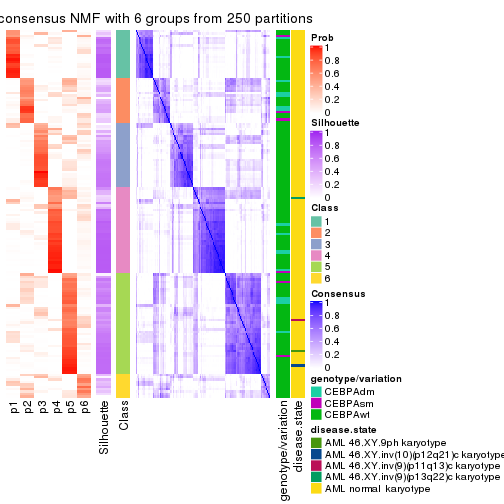 consensus NMF with 6 groups from 250 partitions
p1
p2
p3
p4
p5
p6
Silhouette
Class
genotype/variation
disease.state
Prob
1
0.8
0.6
0.4
0.2
0
Silhouette
1
0.8
0.6
0.4
0.2
0
Class
1
2
3
4
5
6
Consensus
1
0.8
0.6
0.4
0.2
0
genotype/variation
CEBPAdm
CEBPAsm
CEBPAwt
disease.state
AML 46.XY.9ph karyotype
AML 46.XY,inv(10)(p12q21)c karyotype
AML 46.XY,inv(9)(p11q13)c karyotype
AML 46.XY,inv(9)(p13q22)c karyotype
AML normal karyotype